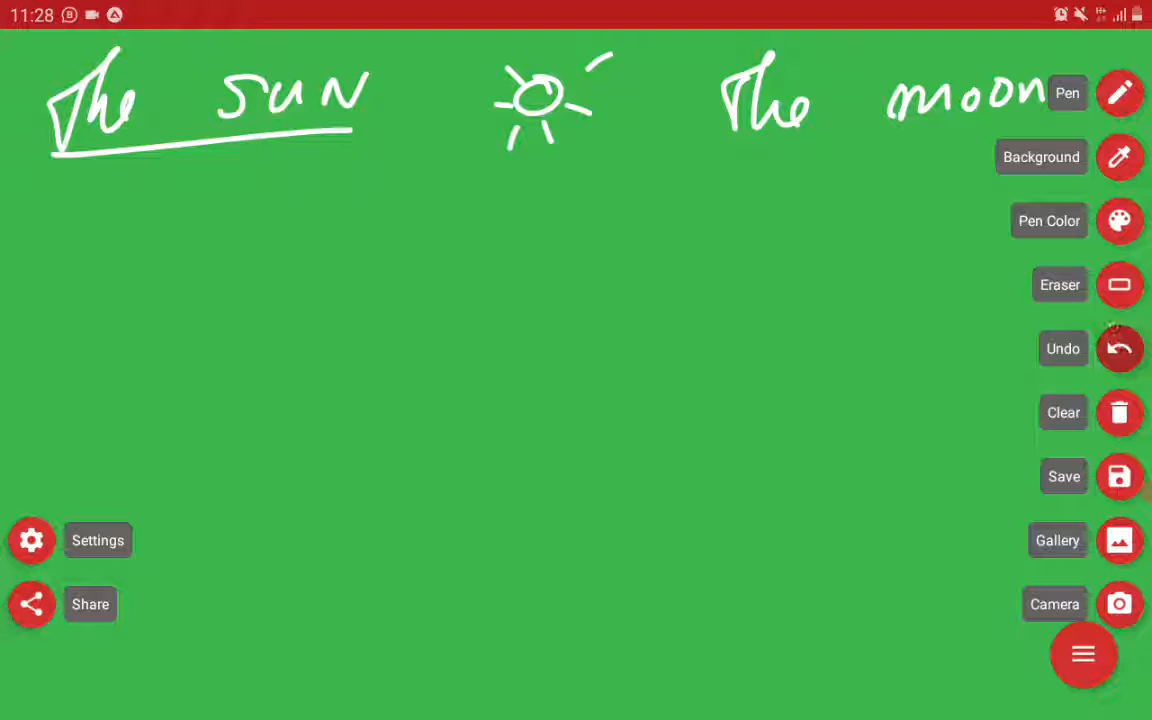 11:28
The sun The moon
Pen
Background
Pen Color
Eraser
Undo
Clear
Save
Settings
Gallery
Share
Camera